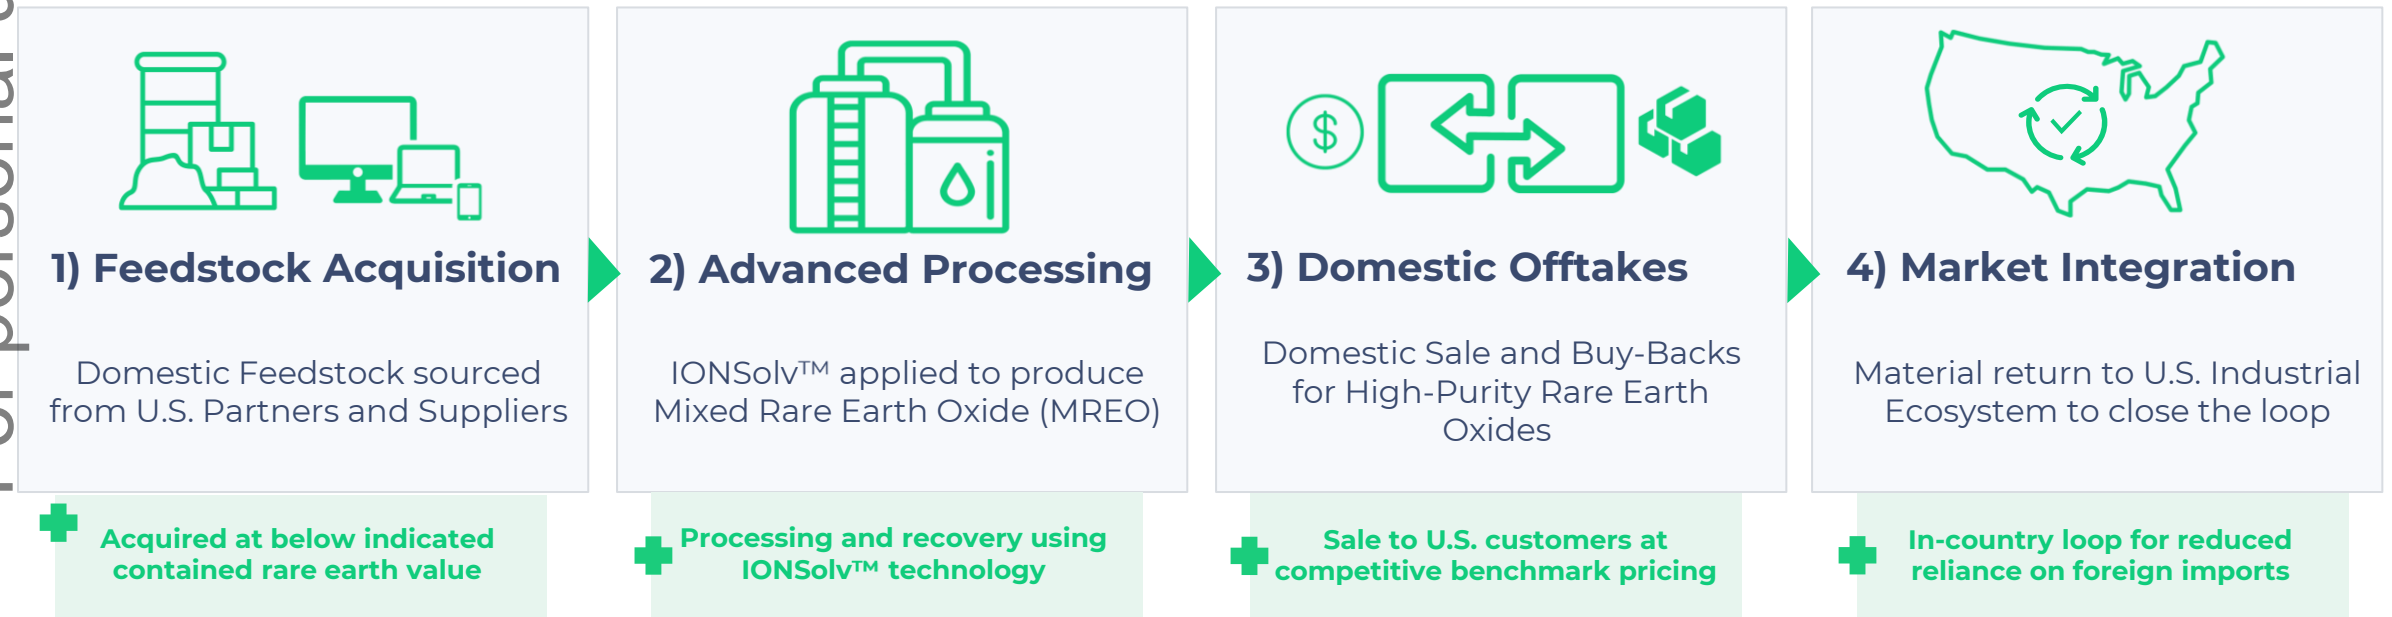 1) Feedstock Acquisition
Domestic Feedstock sourced
from U.S. Partners and Suppliers
Acquired at below indicated
contained rare earth value
2) Advanced Processing
IONSolv™ applied to produce
Mixed Rare Earth Oxide (MREO)
Processing and recovery using
IONSolv™ technology
3) Domestic Offtakes
Domestic Sale and Buy-Backs
for High-Purity Rare Earth
Oxides
Sale to U.S. customers at
competitive benchmark pricing
4) Market Integration
Material return to U.S. Industrial
Ecosystem to close the loop
In-country loop for reduced
reliance on foreign imports
For personal